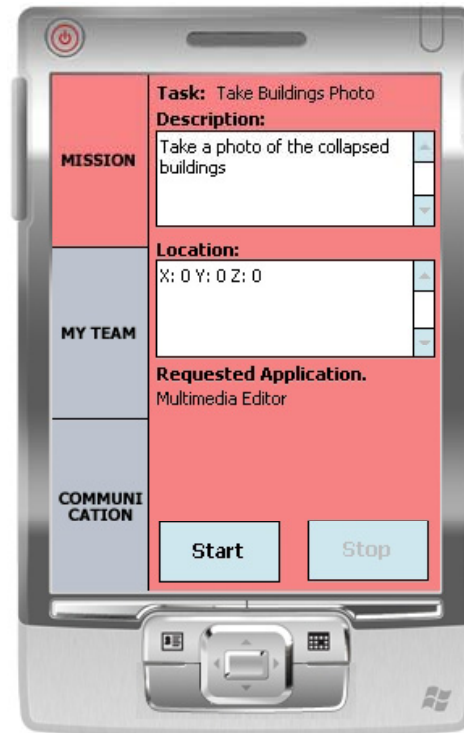 Task: Take Buildings Photo
Description:
Take a photo of the collapsed
buildings
MISSION
Location:
X: 0 Y: 0 Z: 0
MY TEAM
Requested Application.
Multimedia Editor
COMMUNI
CATION
Start
Stop